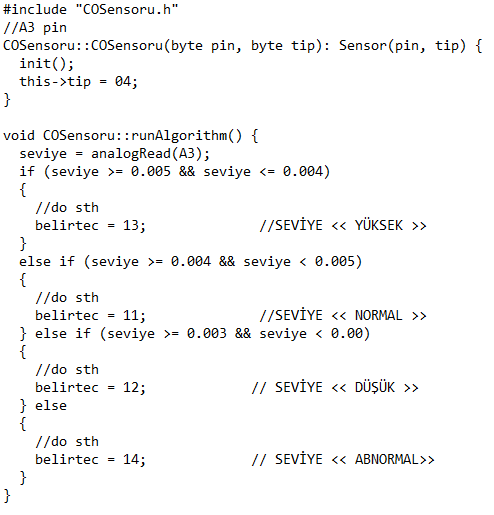 #include "COSensoru.h"
//A3 pin
COSensoru::COSensoru(byte pin, byte tip): Sensor(pin, tip) {
  init();
  this->tip = 04;
}

void COSensoru::runAlgorithm() {
  seviye = analogRead(A3);
  if (seviye >= 0.005 && seviye <= 0.004)
  {
    //do sth
    belirtec = 13;              //SEVİYE << YÜKSEK >>
  }
  else if (seviye >= 0.004 && seviye < 0.005)
  {
    //do sth
    belirtec = 11;              //SEVİYE << NORMAL >>
  } else if (seviye >= 0.003 && seviye < 0.00)
  {
    //do sth
    belirtec = 12;             // SEVİYE << DÜŞÜK >>
  } else
  {
    //do sth
    belirtec = 14;             // SEVİYE << ABNORMAL>>
  }
}